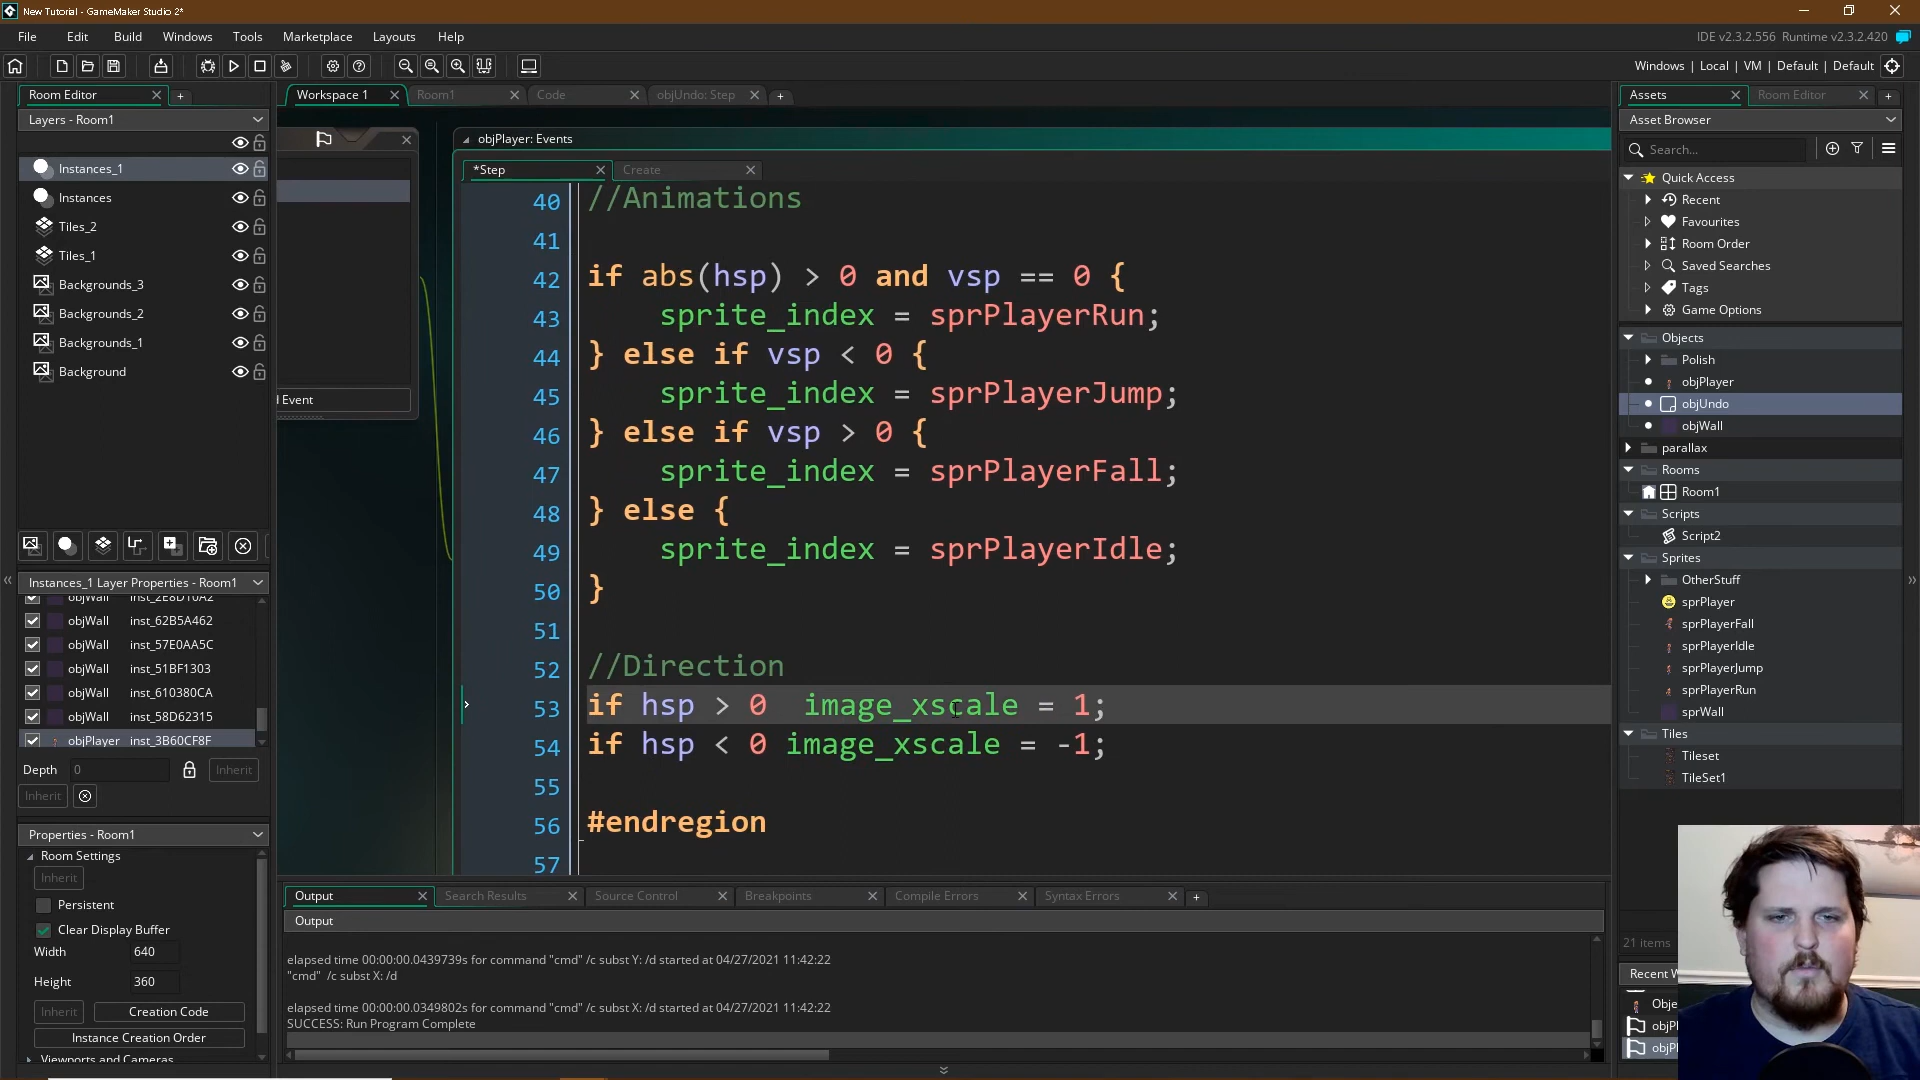 New Tutorial - GameMaker Studio 2*
File Edit Build Windows Tools Marketplace Layouts Help
IDE v2.3.2.556 Runtime v2.3.2.420
Windows | Local | VM | Default | Default
Room Editor
Workspace 1 Room1 Code objUndo: Step
Assets Room Editor
Layers - Room1
Asset Browser
objPlayer: Events
Search...
*Step Create
Instances_1
Instances
Tiles_2
Tiles_1
Backgrounds_3
Backgrounds_2
Backgrounds_1
Background
Event
40 //Animations
41
42 if abs(hsp) > 0 and vsp == 0 {
43 sprite_index = sprPlayerRun;
44 } else if vsp < 0 {
45 sprite_index = sprPlayerJump;
46 } else if vsp > 0 {
47 sprite_index = sprPlayerFall;
48 } else {
49 sprite_index = sprPlayerIdle;
50 }
51
52 //Direction
53 if hsp > 0  image_xscale = 1;
54 if hsp < 0 image_xscale = -1;
55
56 #endregion
57
Quick Access
Recent
Favourites
Room Order
Saved Searches
Tags
Game Options
Objects
Polish
objPlayer
objUndo
objWall
parallax
Rooms
Room1
Scripts
Script2
Sprites
OtherStuff
sprPlayer
sprPlayerFall
sprPlayerIdle
sprPlayerJump
sprPlayerRun
sprWall
Tiles
Tileset
TileSet1
21 items
Recent W
Obje
objPl
objPl
Instances_1 Layer Properties - Room1
objWall inst_2E8D10A2
objWall inst_62B5A462
objWall inst_57E0AA5C
objWall inst_51BF1303
objWall inst_610380CA
objWall inst_58D62315
objPlayer inst_3B60CF8F
Depth 0 Inherit
Inherit
Properties - Room1
Room Settings
Inherit
Persistent
Clear Display Buffer
Width 640
Height 360
Inherit Creation Code
Instance Creation Order
Viewports and Cameras
Output Search Results Source Control Breakpoints Compile Errors Syntax Errors
Output
elapsed time 00:00:00.0439739s for command "cmd" /c subst Y: /d started at 04/27/2021 11:42:22
"cmd"  /c subst X: /d
elapsed time 00:00:00.0349802s for command "cmd" /c subst X: /d started at 04/27/2021 11:42:22
SUCCESS: Run Program Complete